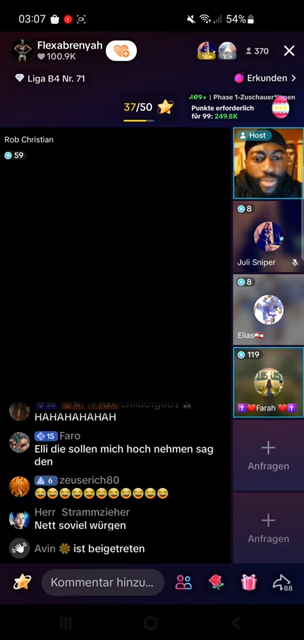 03:07
54%
Flexabrenyah
100.9K
370
Liga B4 Nr. 71
Erkunden >
37/50
Phase 1-Zuschauer*innen
Punkte erforderlich
für 99: 249.8K
Rob Christian
59
Host
8
Juli Sniper
8
Elias
119
Farah
HAHAHAHAHAH
15 Faro
Elli die sollen mich hoch nehmen sag
den
6 zeuserich80
Herr Strammzieher
Nett soviel würgen
Avin ist beigetreten
Anfragen
Anfragen
Kommentar hinzu...
88